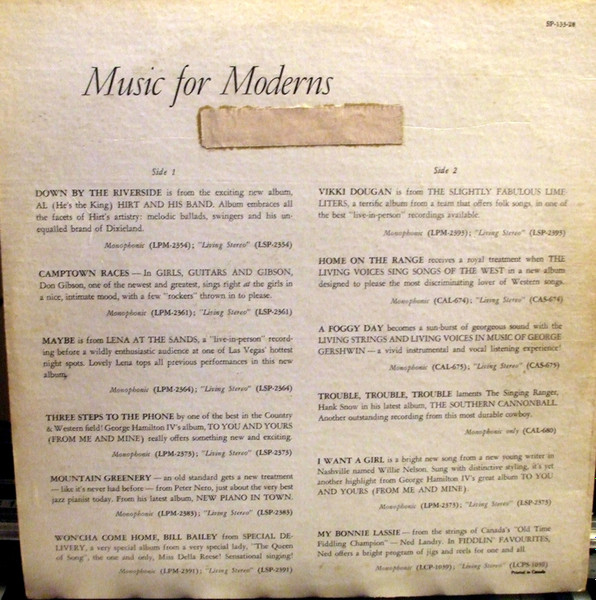 SP-133-28
Music for Moderns
Side 1
DOWN BY THE RIVERSIDE is from the exciting new album,
AL (He's the King) HIRT AND HIS BAND. Album embraces all
the facets of Hirt's artistry: melodic ballads, swingers and his un-
equalled brand of Dixieland.
Monophonic (LPM-2354); "Living Stereo" (LSP-2354)
CAMPTOWN RACES — In GIRLS, GUITARS AND GIBSON,
Don Gibson, one of the newest and greatest, sings right at the girls in
a nice, intimate mood, with a few "rockers" thrown in to please.
Monophonic (LPM-2361); "Living Stereo" (LSP-2361)
MAYBE is from LENA AT THE SANDS, a "live-in-person" record-
ing before a wildly enthusiastic audience at one of Las Vegas' hottest
night spots. Lovely Lena tops all previous performances in this new
album.
Monophonic (LPM-2364); "Living Stereo" (LSP-2364)
THREE STEPS TO THE PHONE by one of the best in the Country
& Western field! George Hamilton IV's album, TO YOU AND YOURS
(FROM ME AND MINE) really offers something new and exciting.
Monophonic (LPM-2373); "Living Stereo" (LSP-2373)
MOUNTAIN GREENERY — an old standard gets a new treatment
— like it's never had before — from Peter Nero, just about the very best
jazz pianist today. From his latest album, NEW PIANO IN TOWN.
Monophonic (LPM-2383); "Living Stereo" (LSP-2383)
WON'CHA COME HOME, BILL BAILEY from SPECIAL DE-
LIVERY, a very special album from a very special lady, "The Queen
of Song", the one and only, Miss Della Reese! Sensational singing!
Monophonic (LPM-2391); "Living Stereo" (LSP-2391)
Side 2
VIKKI DOUGAN is from THE SLIGHTLY FABULOUS LIME-
LITERS, a terrific album from a team that offers folk songs, in one of
the best "live-in-person" recordings available.
Monophonic (LPM-2393); "Living Stereo" (LSP-2393)
HOME ON THE RANGE receives a royal treatment when THE
LIVING VOICES SING SONGS OF THE WEST in a new album
designed to please the most discriminating lover of Western songs.
Monophonic (CAL-674); "Living Stereo" (CAS-674)
A FOGGY DAY becomes a sun-burst of georgeous sound with the
LIVING STRINGS AND LIVING VOICES IN MUSIC OF GEORGE
GERSHWIN — a vivid instrumental and vocal listening experience!
Monophonic (CAL-675); "Living Stereo" (CAS-675)
TROUBLE, TROUBLE, TROUBLE laments The Singing Ranger,
Hank Snow in his latest album, THE SOUTHERN CANNONBALL.
Another outstanding recording from this most durable cowboy.
Monophonic only (CAL-680)
I WANT A GIRL is a bright new song from a new young writer in
Nashville named Willie Nelson. Sung with distinctive styling, it's yet
another highlight from George Hamilton IV's great album TO YOU
AND YOURS (FROM ME AND MINE).
Monophonic (LPM-2373); "Living Stereo" (LSP-2373)
MY BONNIE LASSIE — from the strings of Canada's "Old Time
Fiddling Champion" — Ned Landry. In FIDDLIN' FAVOURITES,
Ned offers a bright program of jigs and reels for one and all.
Monophonic (LCP-1039); "Living Stereo" (LCPS-1039)
Printed in Canada